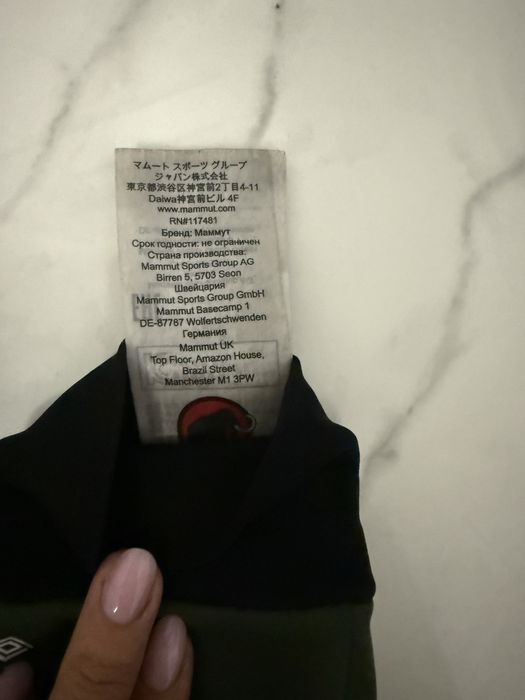 マムート スポーツ グループ
ジャパン株式会社
東京都渋谷区神宮前2丁目4-11
Daiwa神宮前ビル 4F
www.mammut.com
RN#117481
Бренд: Маммут
Срок годности: не ограничен
Страна производства:
Mammut Sports Group AG
Birren 5, 5703 Seon
Швейцария
Mammut Sports Group GmbH
Mammut Basecamp 1
DE-87787 Wolfertschwenden
Германия
Mammut UK
Top Floor, Amazon House,
Brazil Street
Manchester M1 3PW